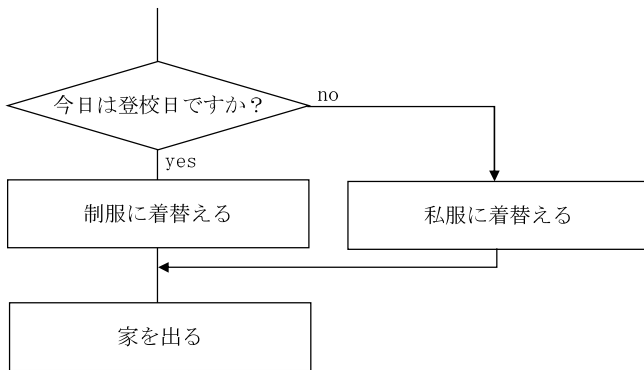 今日は登校日ですか？
no
yes
制服に着替える
私服に着替える
家を出る